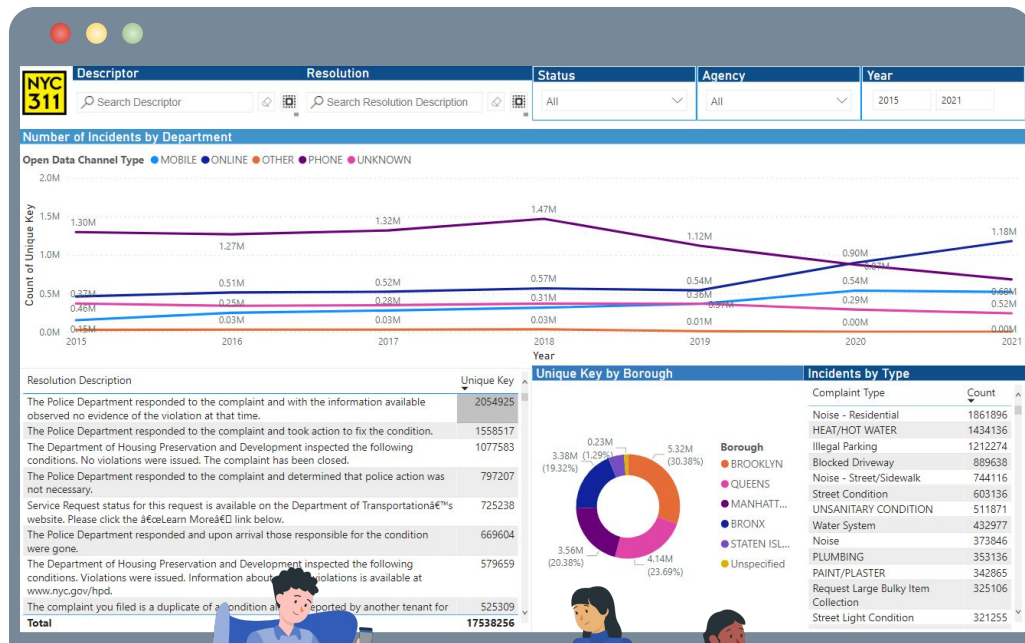 NYC
311
Descriptor
Search Descriptor
Resolution
Search Resolution Description
Status
All
Agency
All
Year
2015 2021
Number of Incidents by Department
Open Data Channel Type MOBILE ONLINE OTHER PHONE UNKNOWN
Count of Unique Key
2.0M
1.5M
1.0M
0.5M
0.0M
1.30M
1.27M
1.32M
1.47M
1.12M
0.90M
1.18M
0.37M
0.46M
0.15M
0.51M
0.25M
0.03M
0.52M
0.28M
0.03M
0.57M
0.31M
0.03M
0.54M
0.36M
0.01M
0.87M
0.54M
0.29M
0.00M
0.68M
0.52M
0.00M
2015 2016 2017 2018 2019 2020 2021
Year
Resolution Description Unique Key
The Police Department responded to the complaint and with the information available
observed no evidence of the violation at that time. 2054925
The Police Department responded to the complaint and took action to fix the condition. 1558517
The Department of Housing Preservation and Development inspected the following
conditions. No violations were issued. The complaint has been closed. 1077583
The Police Department responded to the complaint and determined that police action was
not necessary. 797207
Service Request status for this request is available on the Department of Transportationâ€™s
website. Please click the â€œLearn Moreâ€ link below. 725238
The Police Department responded and upon arrival those responsible for the condition
were gone. 669604
The Department of Housing Preservation and Development inspected the following
conditions. Violations were issued. Information about violations is available at
www.nyc.gov/hpd. 579659
The complaint you filed is a duplicate of a condition reported by another tenant for 525309
Total 17538256
Unique Key by Borough
0.23M
(1.29%)
3.38M
(19.32%)
5.32M
(30.38%)
3.56M
(20.38%)
4.14M
(23.69%)
Borough
BROOKLYN
QUEENS
MANHATT...
BRONX
STATEN ISL...
Unspecified
Incidents by Type
Complaint Type Count
Noise - Residential 1861896
HEAT/HOT WATER 1434136
Illegal Parking 1212274
Blocked Driveway 889638
Noise - Street/Sidewalk 744116
Street Condition 603136
UNSANITARY CONDITION 511871
Water System 432977
Noise 373846
PLUMBING 353136
PAINT/PLASTER 342865
Request Large Bulky Item
Collection 325106
Street Light Condition 321255